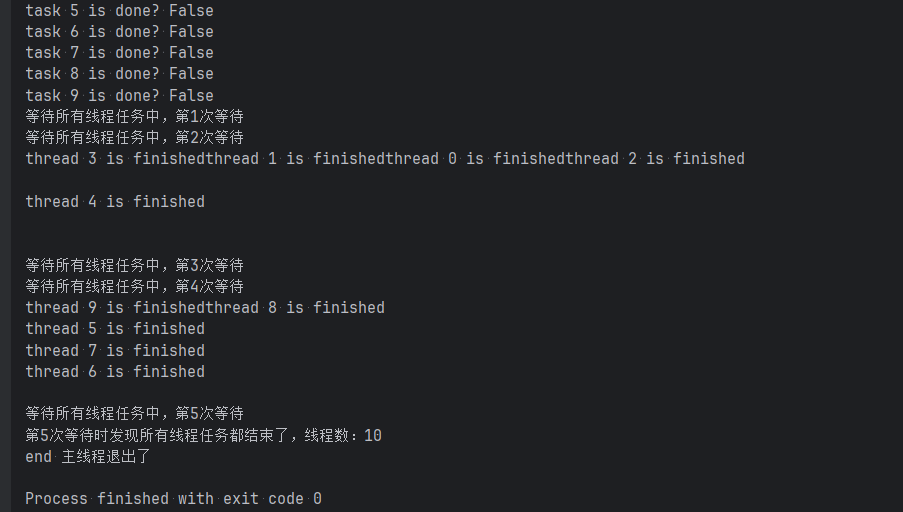 task 5 is done? False
task 6 is done? False
task 7 is done? False
task 8 is done? False
task 9 is done? False
等待所有线程任务中，第1次等待
等待所有线程任务中，第2次等待
thread 3 is finishedthread 1 is finishedthread 0 is finishedthread 2 is finished
thread 4 is finished
等待所有线程任务中，第3次等待
等待所有线程任务中，第4次等待
thread 9 is finishedthread 8 is finished
thread 5 is finished
thread 7 is finished
thread 6 is finished
等待所有线程任务中，第5次等待
第5次等待时发现所有线程任务都结束了，线程数：10
end 主线程退出了
Process finished with exit code 0